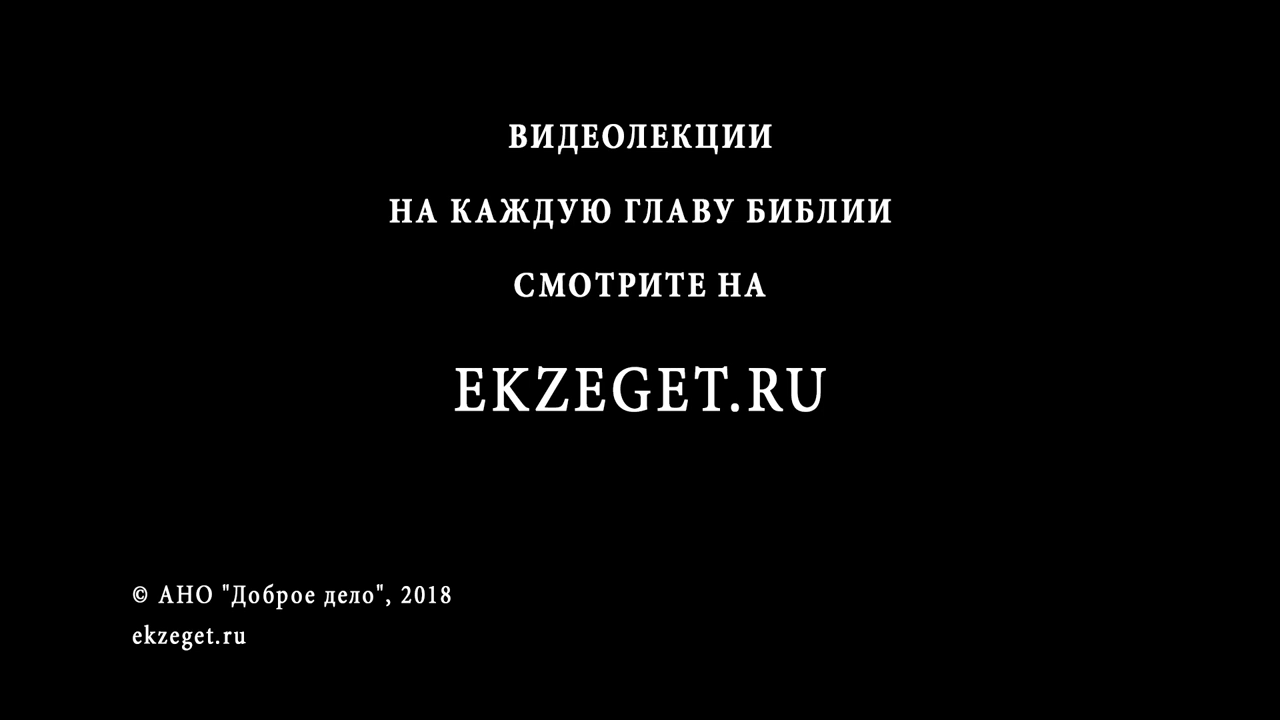 ВИДЕОЛЕКЦИИ
НА КАЖДУЮ ГЛАВУ БИБЛИИ
СМОТРИТЕ НА
EKZEGET.RU
© АНО "Доброе дело", 2018
ekzeget.ru